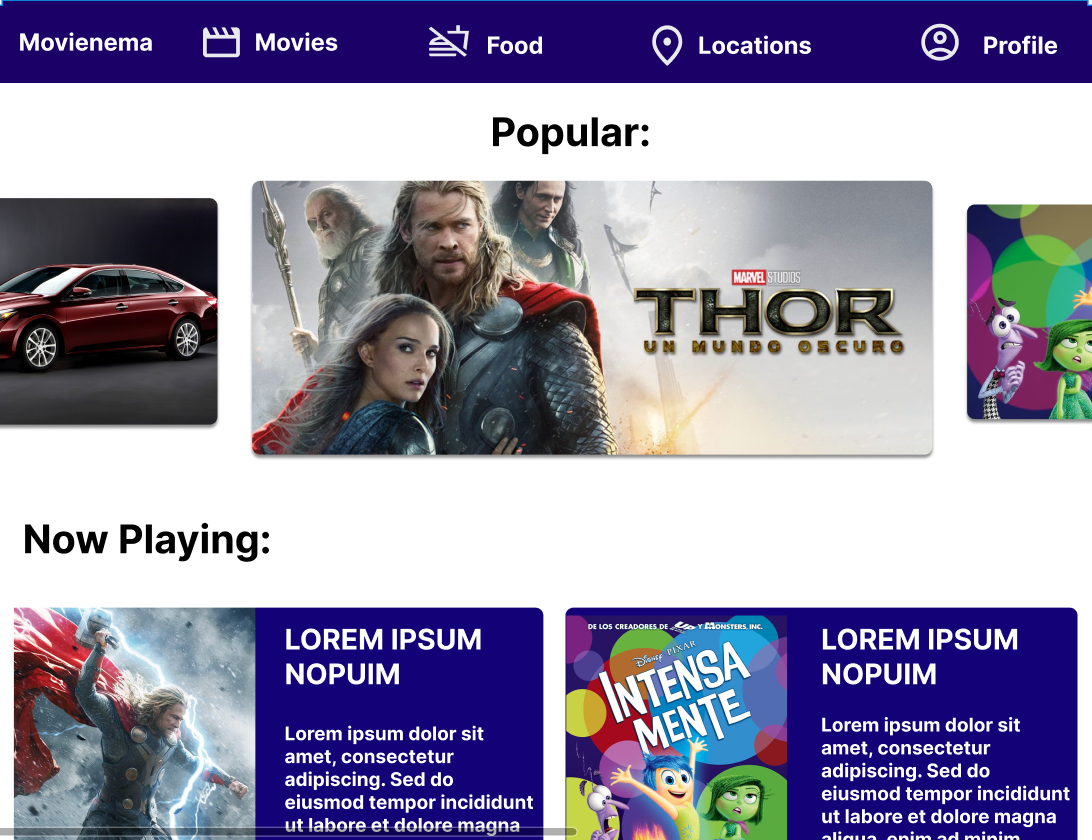 Movienema
Movies
Food
Locations
Profile
Popular:
MARVEL STUDIOS
THOR
UN MUNDO OSCURO
Now Playing:
LOREM IPSUM
NOPUIM
Lorem ipsum dolor sit
amet, consectetur
adipiscing. Sed do
eiusmod tempor incididunt
ut labore et dolore magna
DE LOS CREADORES DE UP Y MONSTERS, INC.
DISNEY PIXAR
INTENSA
MENTE
LOREM IPSUM
NOPUIM
Lorem ipsum dolor sit
amet, consectetur
adipiscing. Sed do
eiusmod tempor incididunt
ut labore et dolore magna
aliqua. enim ad minim